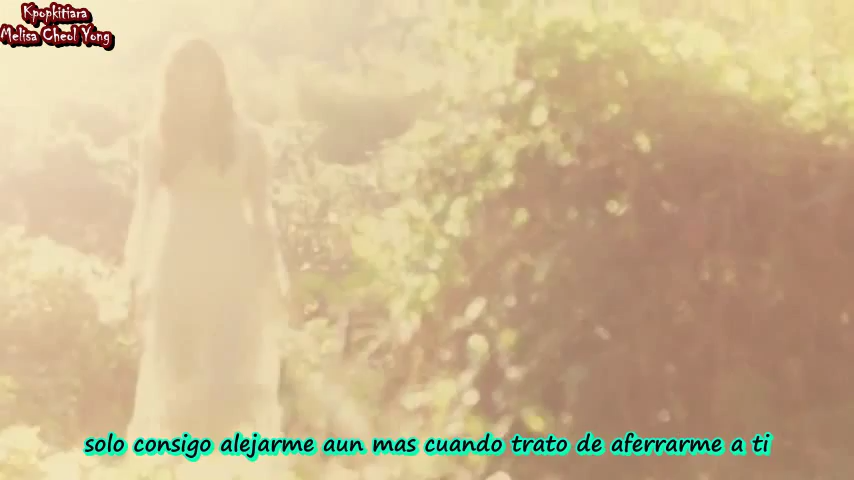 Kpopkitiara
Melisa Cheol Yong
solo consigo alejarme aun mas cuando trato de aferrarme a ti